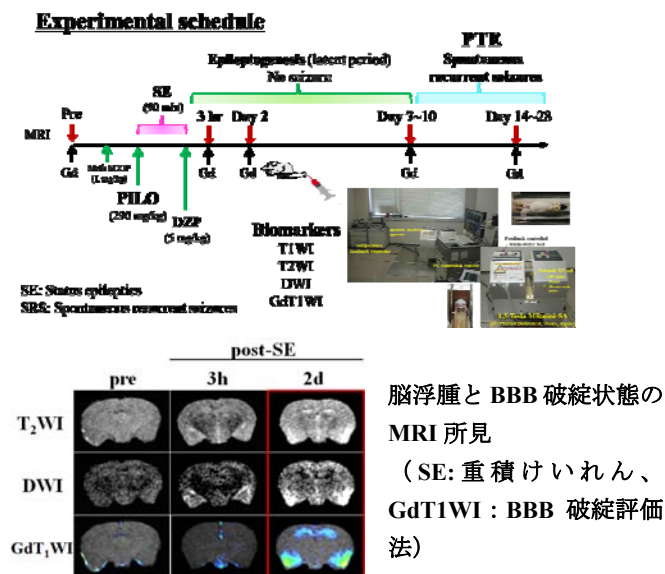 Experimental schedule
PTE
Epileptogenesis (latent period)
Spontaneous
No seizure
recurrent seizures
SE
(90 min)
Pre
3 hr
Day 2
Day 7~10
Day 14~28
MRI
Gd
Gd
Gd
Gd
Gd
PILO
(290 mg/kg)
DZP
(5 mg/kg)
Biomarkers
T1WI
T2WI
DWI
GdT1WI
SE: Status epileptics
SRS: Spontaneous recurrent seizures
post-SE
pre
3h
2d
T₂WI
DWI
GdT₁WI
脳浮腫と BBB 破綻状態の
MRI 所見
(SE: 重積けいれん、
GdT1WI:BBB 破綻評価
法)